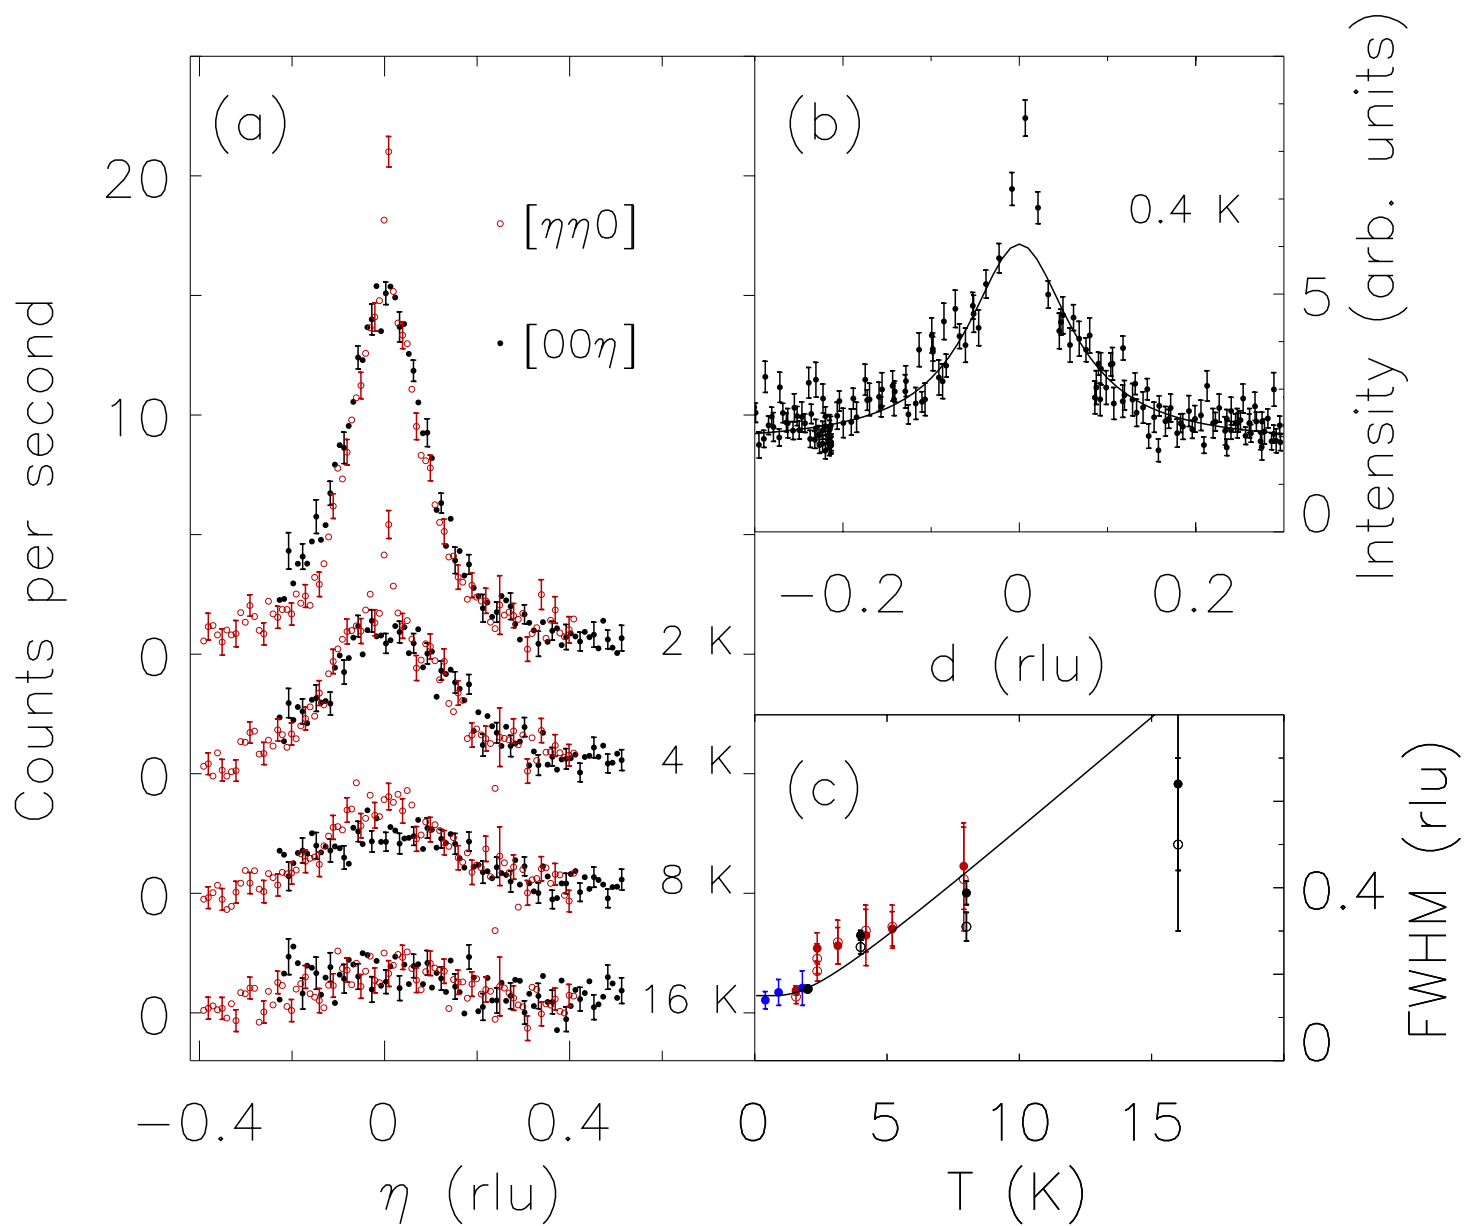 (a)
20
10
0
0
0
0
[ηη0]
[00η]
2 K
4 K
8 K
16 K
Counts per second
−0.4 0 0.4
η (rlu)
(b)
0.4 K
5
0
Intensity (arb. units)
−0.2 0 0.2
d (rlu)
(c)
0.4
0
FWHM (rlu)
0 5 10 15
T (K)